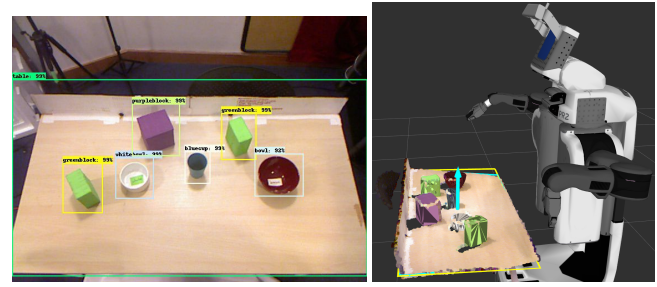 table: 99%
purpleblock: 99%
greenblock: 99%
bluecup: 99%
bowl: 92%
greenblock: 99%
PR2